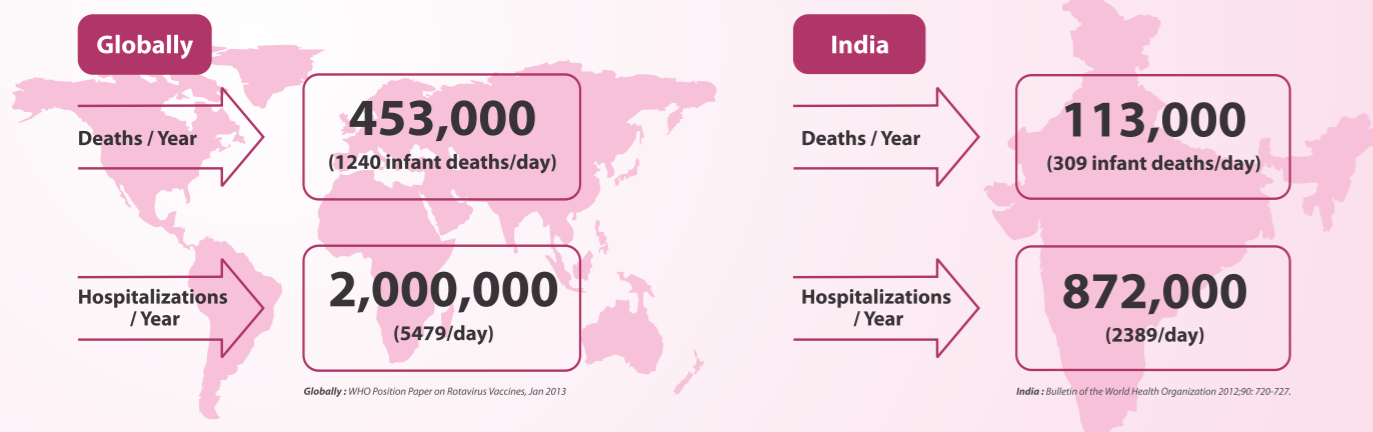 Globally
Deaths / Year
453,000
(1240 infant deaths/day)
Hospitalizations
/ Year
2,000,000
(5479/day)
Globally : WHO Position Paper on Rotavirus Vaccines, Jan 2013
India
Deaths / Year
113,000
(309 infant deaths/day)
Hospitalizations
/ Year
872,000
(2389/day)
India : Bulletin of the World Health Organization 2012;90: 720-727.